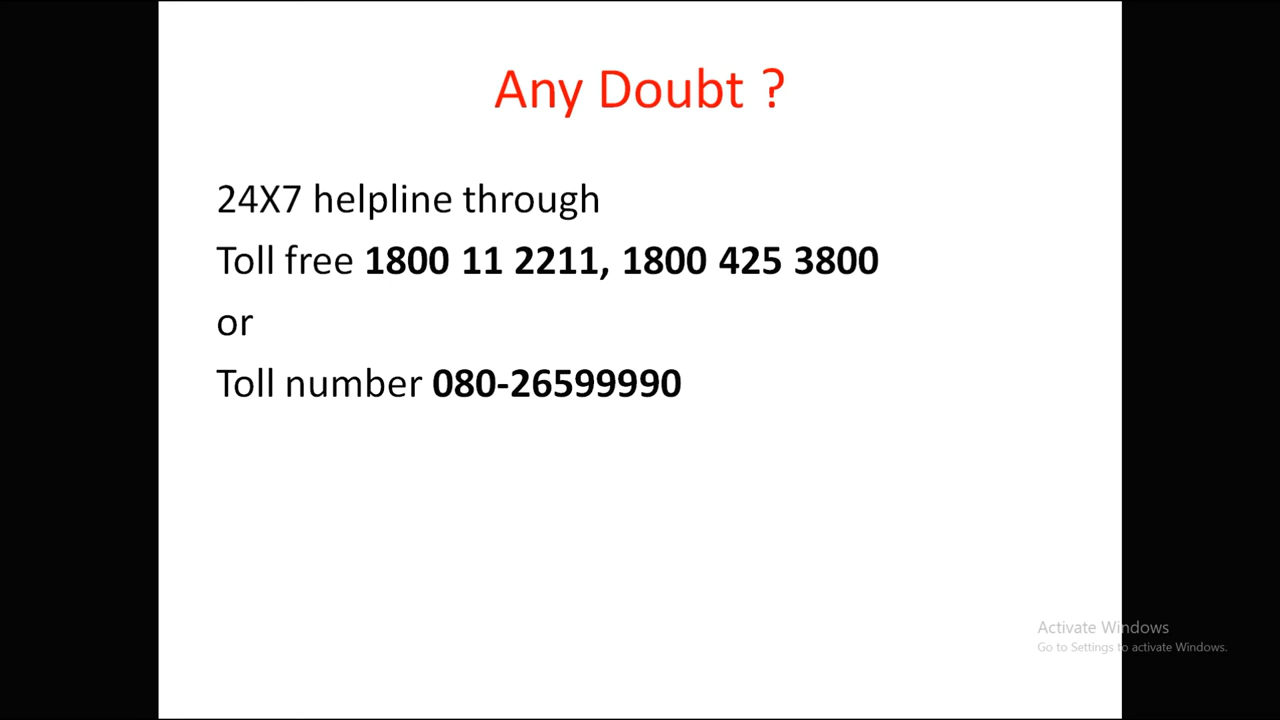 Any Doubt ?
24X7 helpline through
Toll free 1800 11 2211, 1800 425 3800
or
Toll number 080-26599990
Activate Windows
Go to Settings to activate Windows.